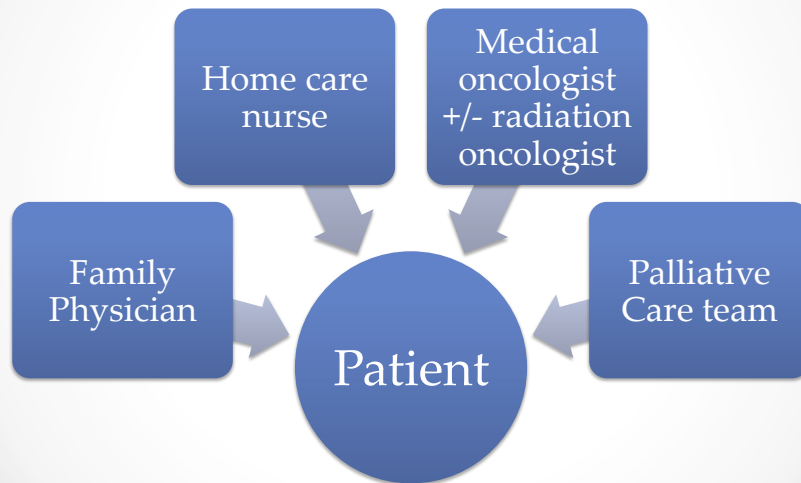 Home care
nurse
Medical
oncologist
+/- radiation
oncologist
Family
Physician
Palliative
Care team
Patient